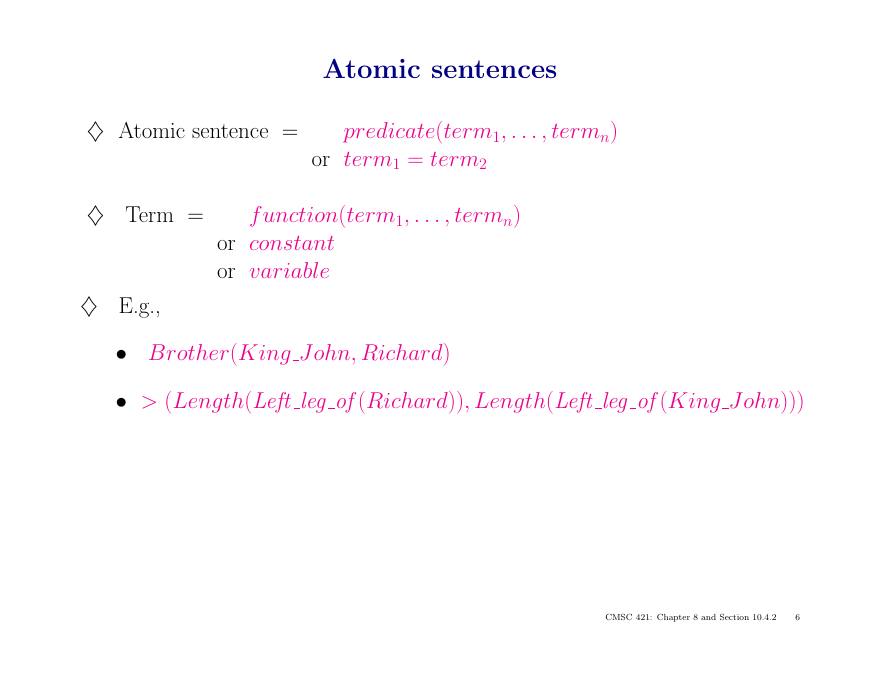 Atomic sentences
♢ Atomic sentence = predicate(term₁, . . . , termₙ)
or term₁ = term₂
♢ Term = function(term₁, . . . , termₙ)
or constant
or variable
♢ E.g.,
• Brother(King_John, Richard)
• > (Length(Left_leg_of(Richard)), Length(Left_leg_of(King_John)))
CMSC 421: Chapter 8 and Section 10.4.2 6